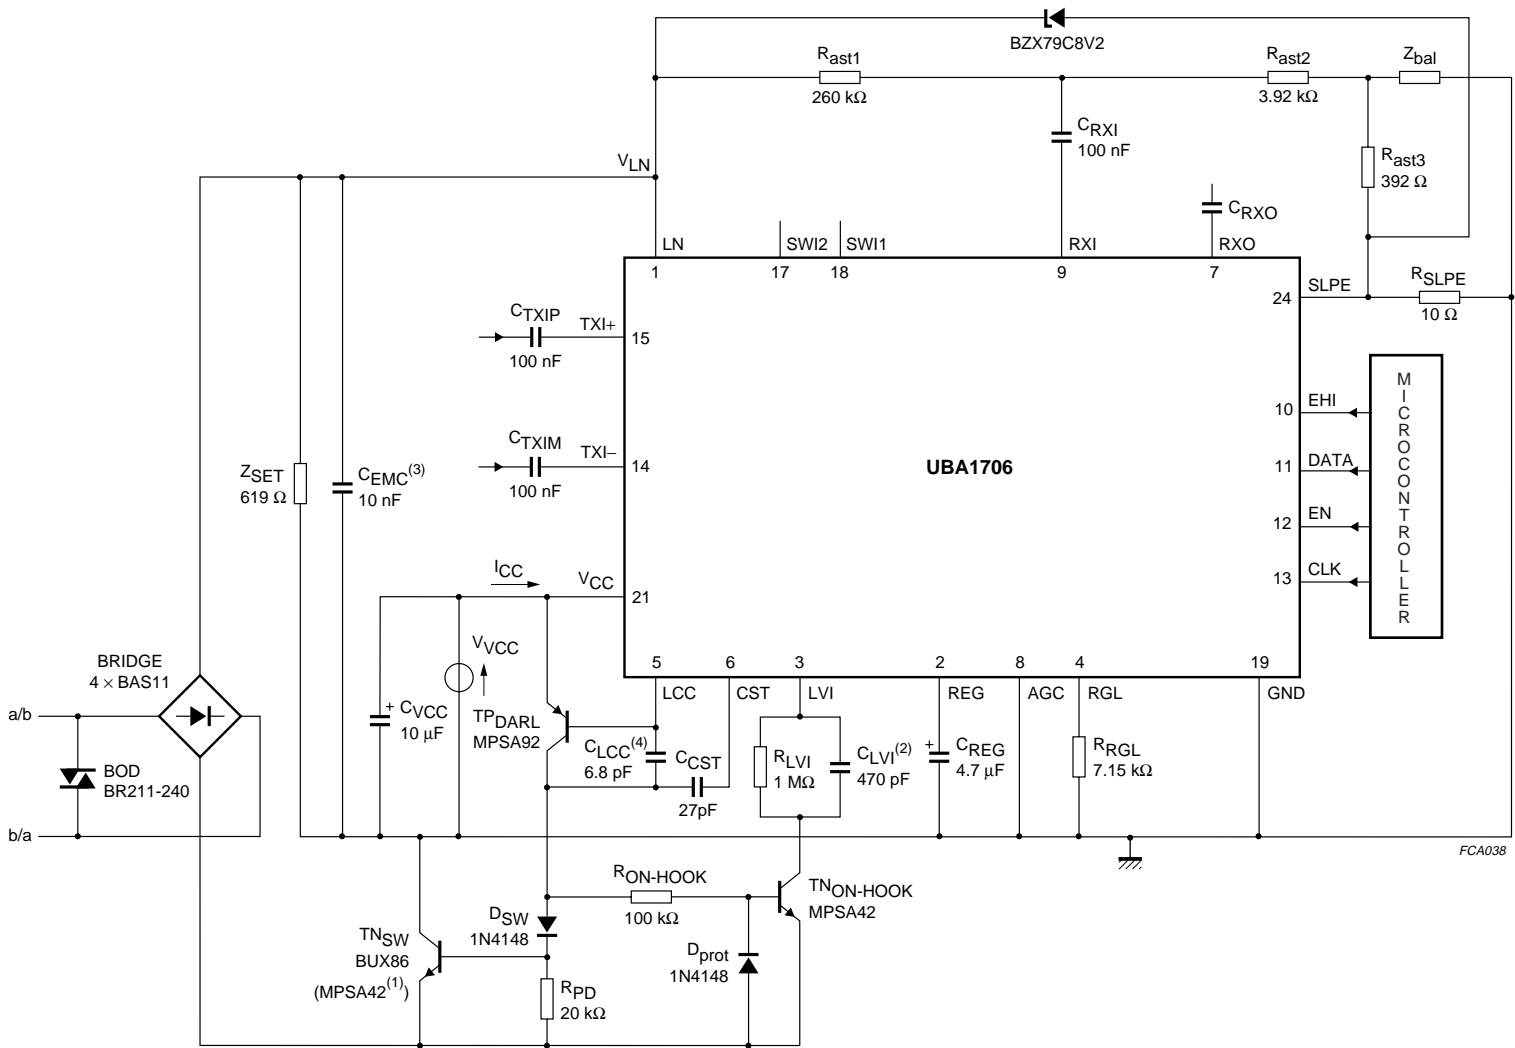 BZX79C8V2
Rast1
260 kΩ
Rast2
3.92 kΩ
Zbal
CRXI
100 nF
Rast3
392 Ω
VLN
CRXO
LN
SWI2
SWI1
RXI
RXO
1
17
18
9
7
SLPE
24
RSLPE
10 Ω
CTXIP
100 nF
TXI+
15
CTXIM
100 nF
TXI−
14
UBA1706
10
EHI
11
DATA
12
EN
13
CLK
MICROCONTROLLER
ZSET
619 Ω
CEMC(3)
10 nF
ICC
VCC
21
VVCC
BRIDGE
4 × BAS11
a/b
b/a
BOD
BR211-240
+
CVCC
10 μF
TPDARL
MPSA92
5
6
3
2
8
4
19
LCC
CST
LVI
REG
AGC
RGL
GND
CLCC(4)
6.8 pF
CCST
27pF
RLVI
1 MΩ
CLVI(2)
470 pF
+
CREG
4.7 μF
RRGL
7.15 kΩ
FCA038
RON-HOOK
100 kΩ
TNON-HOOK
MPSA42
DSW
1N4148
TNSW
BUX86
(MPSA42(1))
Dprot
1N4148
RPD
20 kΩ